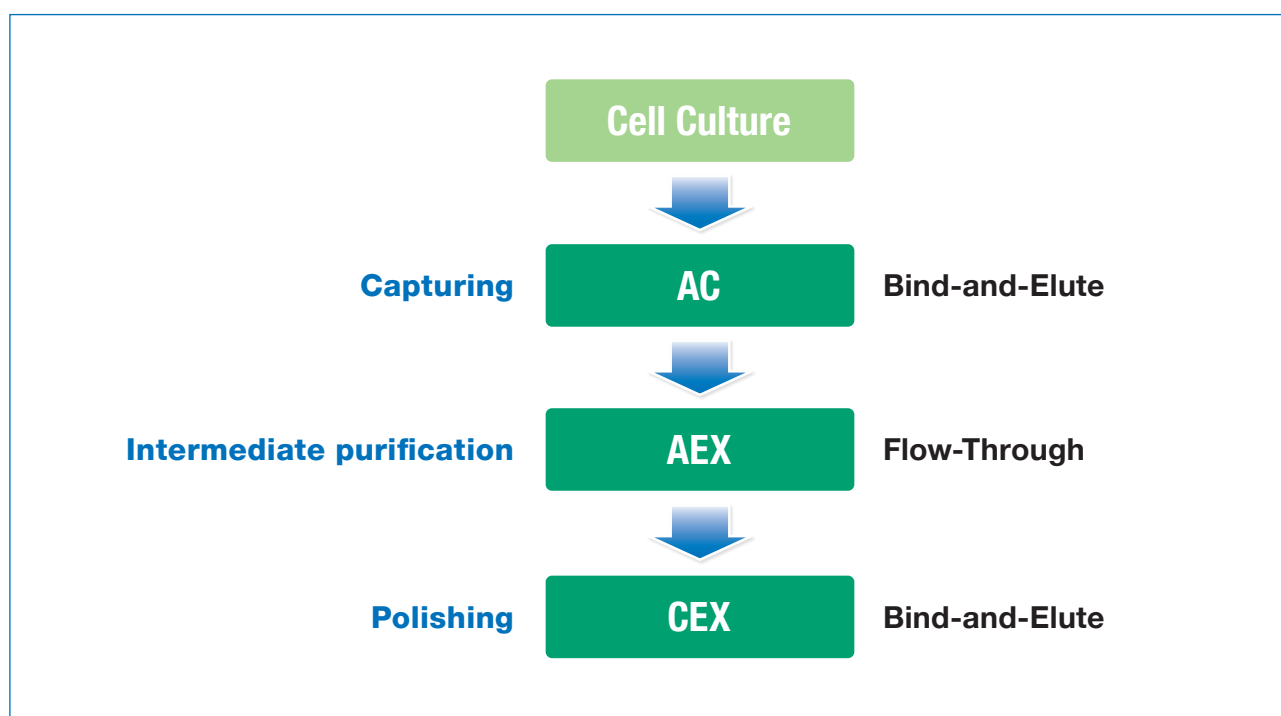 Cell Culture
Capturing AC Bind-and-Elute
Intermediate purification AEX Flow-Through
Polishing CEX Bind-and-Elute